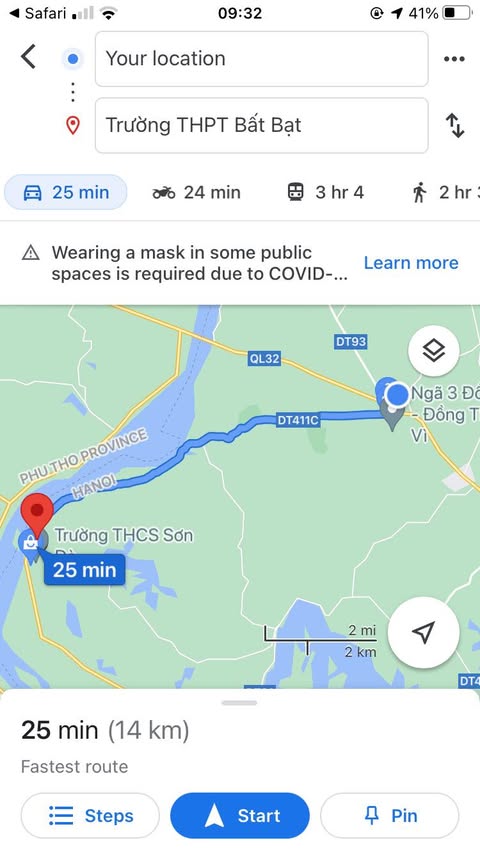 Safari
09:32
41%
Your location
Trường THPT Bất Bạt
25 min
24 min
3 hr 4
2 hr
Wearing a mask in some public
spaces is required due to COVID-...
Learn more
DT93
QL32
Ngã 3 Đồ
- Đồng T
Vì
DT411C
PHU THO PROVINCE
HANOI
Trường THCS Sơn
25 min
2 mi
2 km
DT4
25 min (14 km)
Fastest route
Steps
Start
Pin